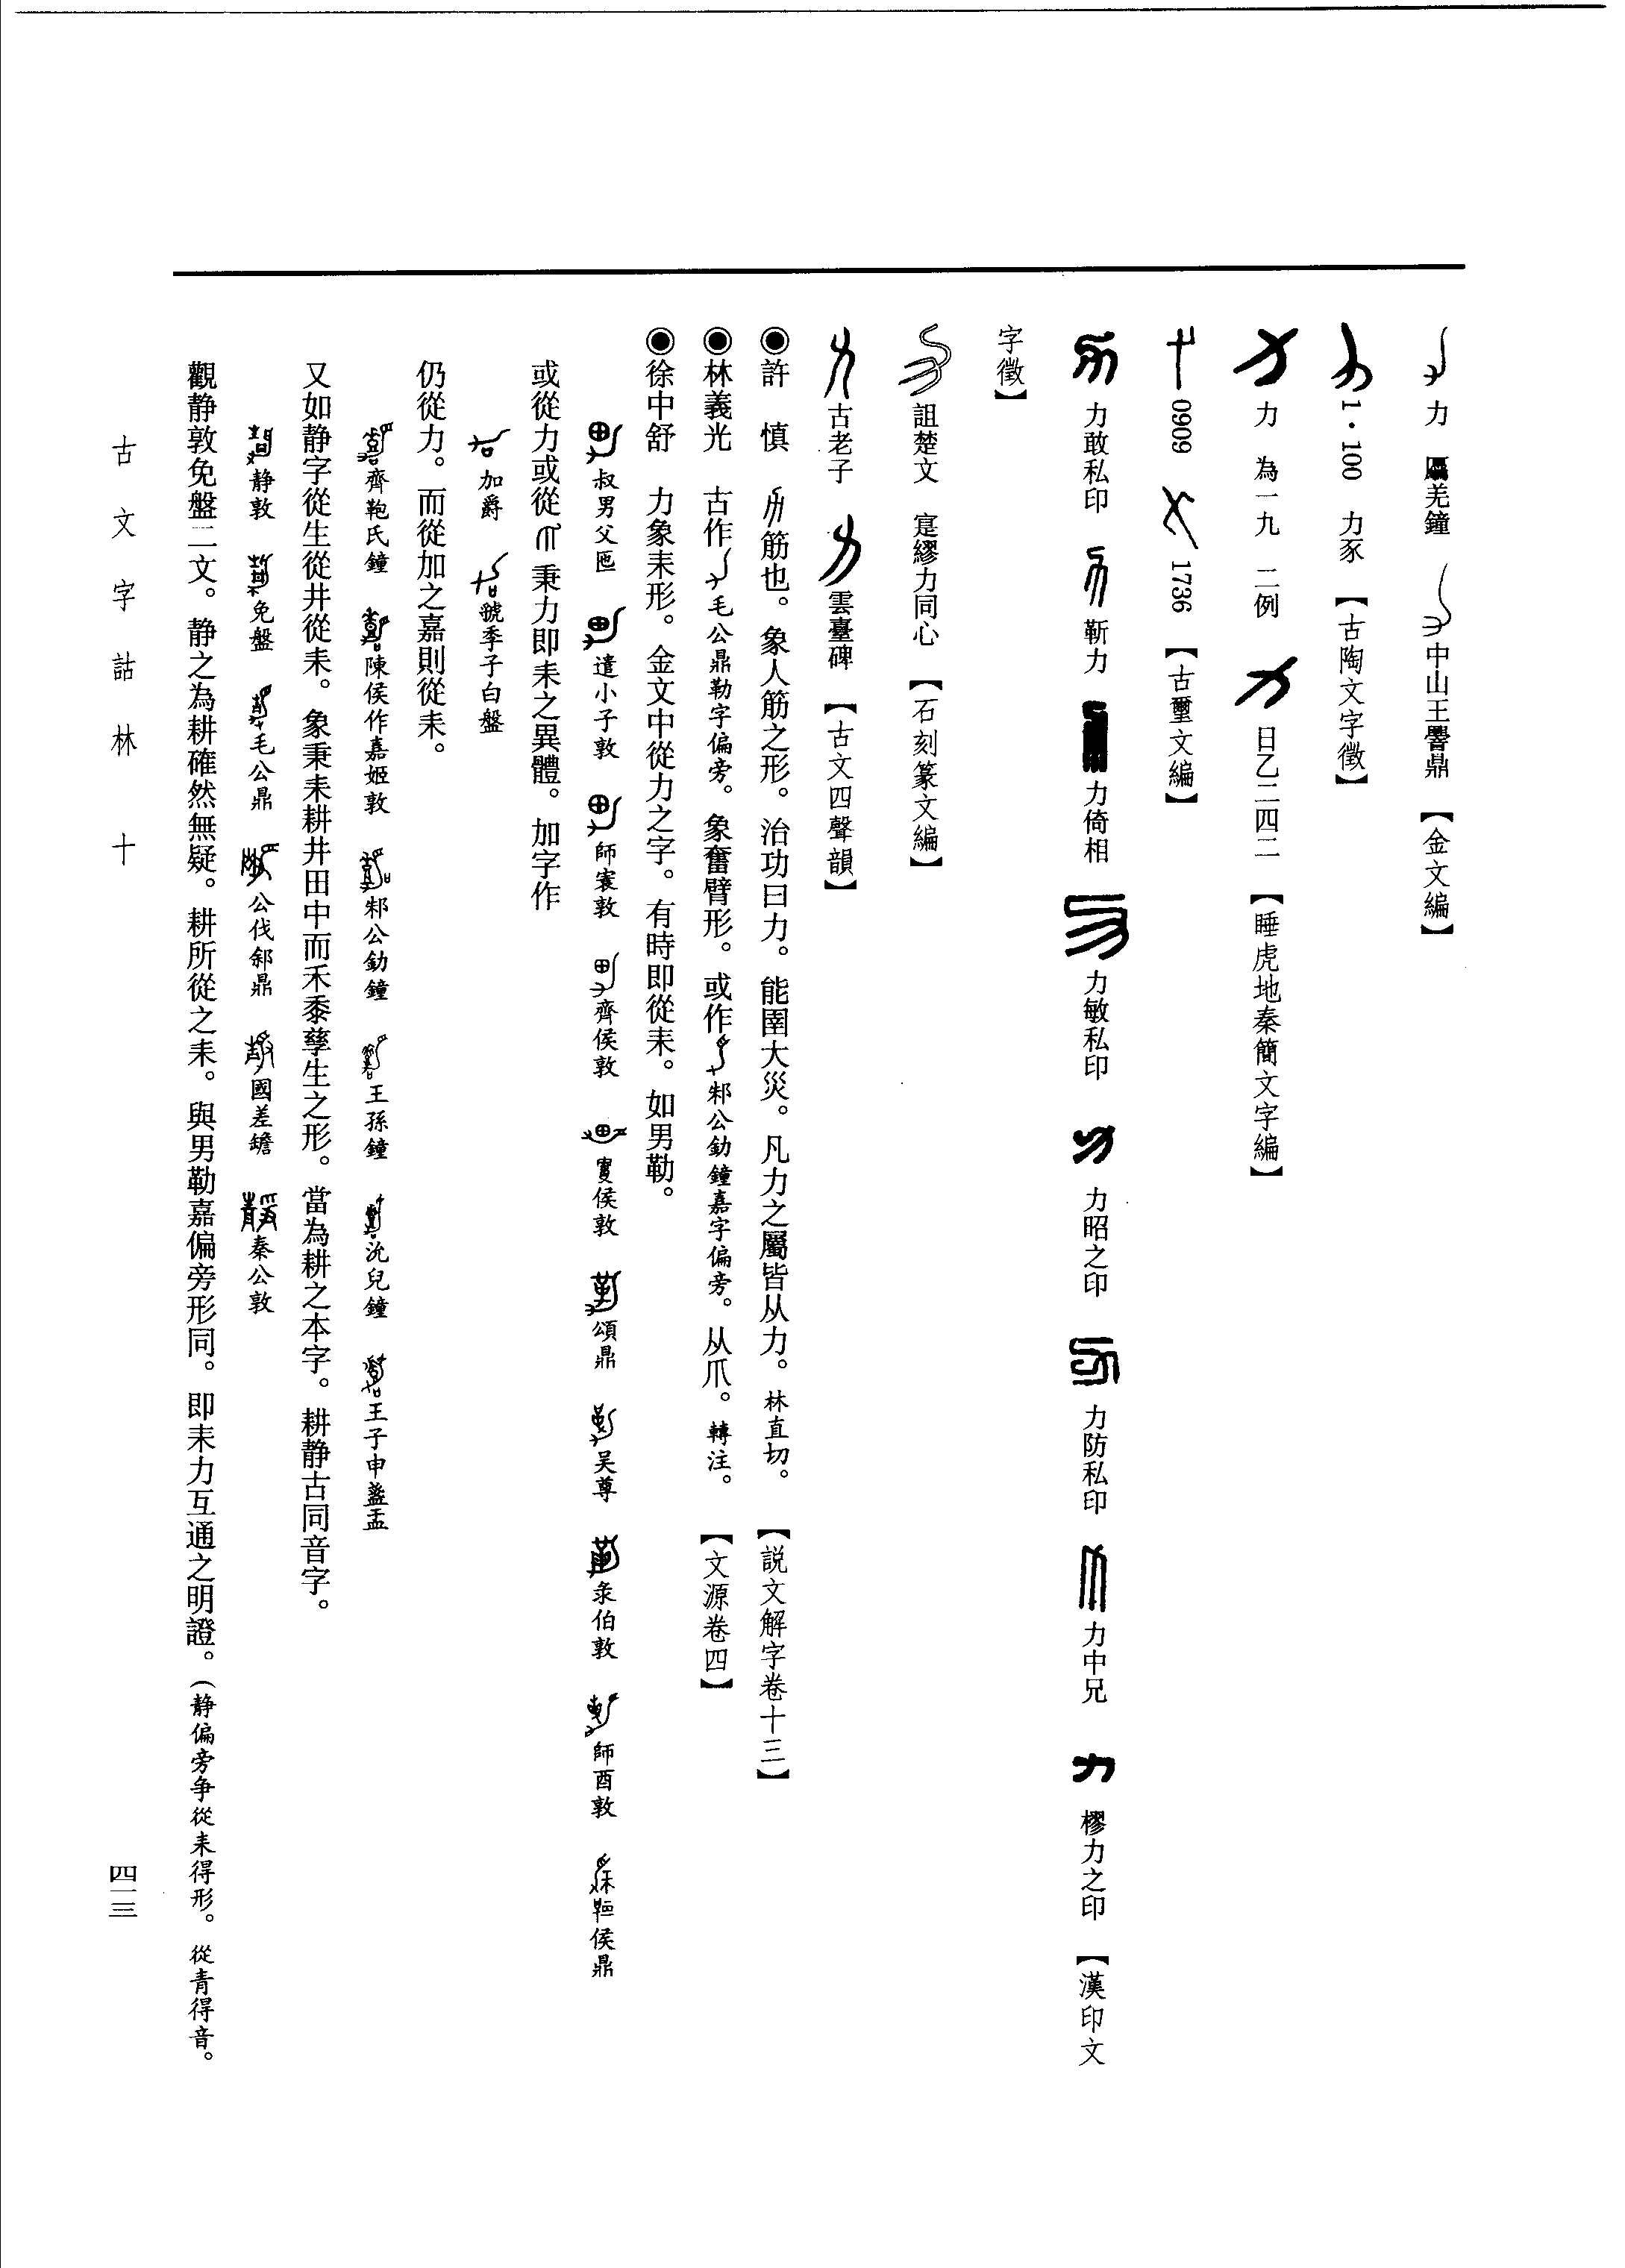 力　𠫑羌鐘　中山王嚳鼎　【金文編】
1·100　力豕　【古陶文字徵】
力　為一九　二例　日乙二四二　【睡虎地秦簡文字編】
0909　1736　【古璽文編】
力敢私印　靳力　力倚相　力敏私印　力昭之印　力防私印　力中兄　樛力之印　【漢印文
字徵】
詛楚文　寔繆力同心　【石刻篆文編】
古老子　雲臺碑　【古文四聲韻】
◉許　慎　筋也。象人筋之形。治功曰力。能圉大災。凡力之屬皆从力。林直切。　【説文解字卷十三】
◉林義光　古作毛公鼎勒字偏旁。象奮臂形。或作邾公釛鐘嘉字偏旁。从爪。轉注。　【文源卷四】
◉徐中舒　力象耒形。金文中從力之字。有時即從耒。如男勒。
叔男父匜　遣小子敦　師寰敦　齊侯敦　㝨侯敦　頌鼎　吴尊　彔伯敦　師酉敦　侯鼎
或從力或從　秉力即耒之異體。加字作
加爵　虢季子白盤
仍從力。而從加之嘉則從耒。
齊鞄氏鐘　陳侯作嘉姬敦　邾公釛鐘　王孫鐘　沇兒鐘　王子申盞盂
又如静字從生從井從耒。象秉耒耕井田中而禾黍孳生之形。當為耕之本字。耕静古同音字。
静敦　免盤　毛公鼎　公伐郐鼎　國差𦉜　秦公敦
觀静敦免盤二文。静之為耕確然無疑。耕所從之耒。與男勒嘉偏旁形同。即耒力互通之明證。（静偏旁争從耒得形。從青得音。
古文字詁林　十
四一三